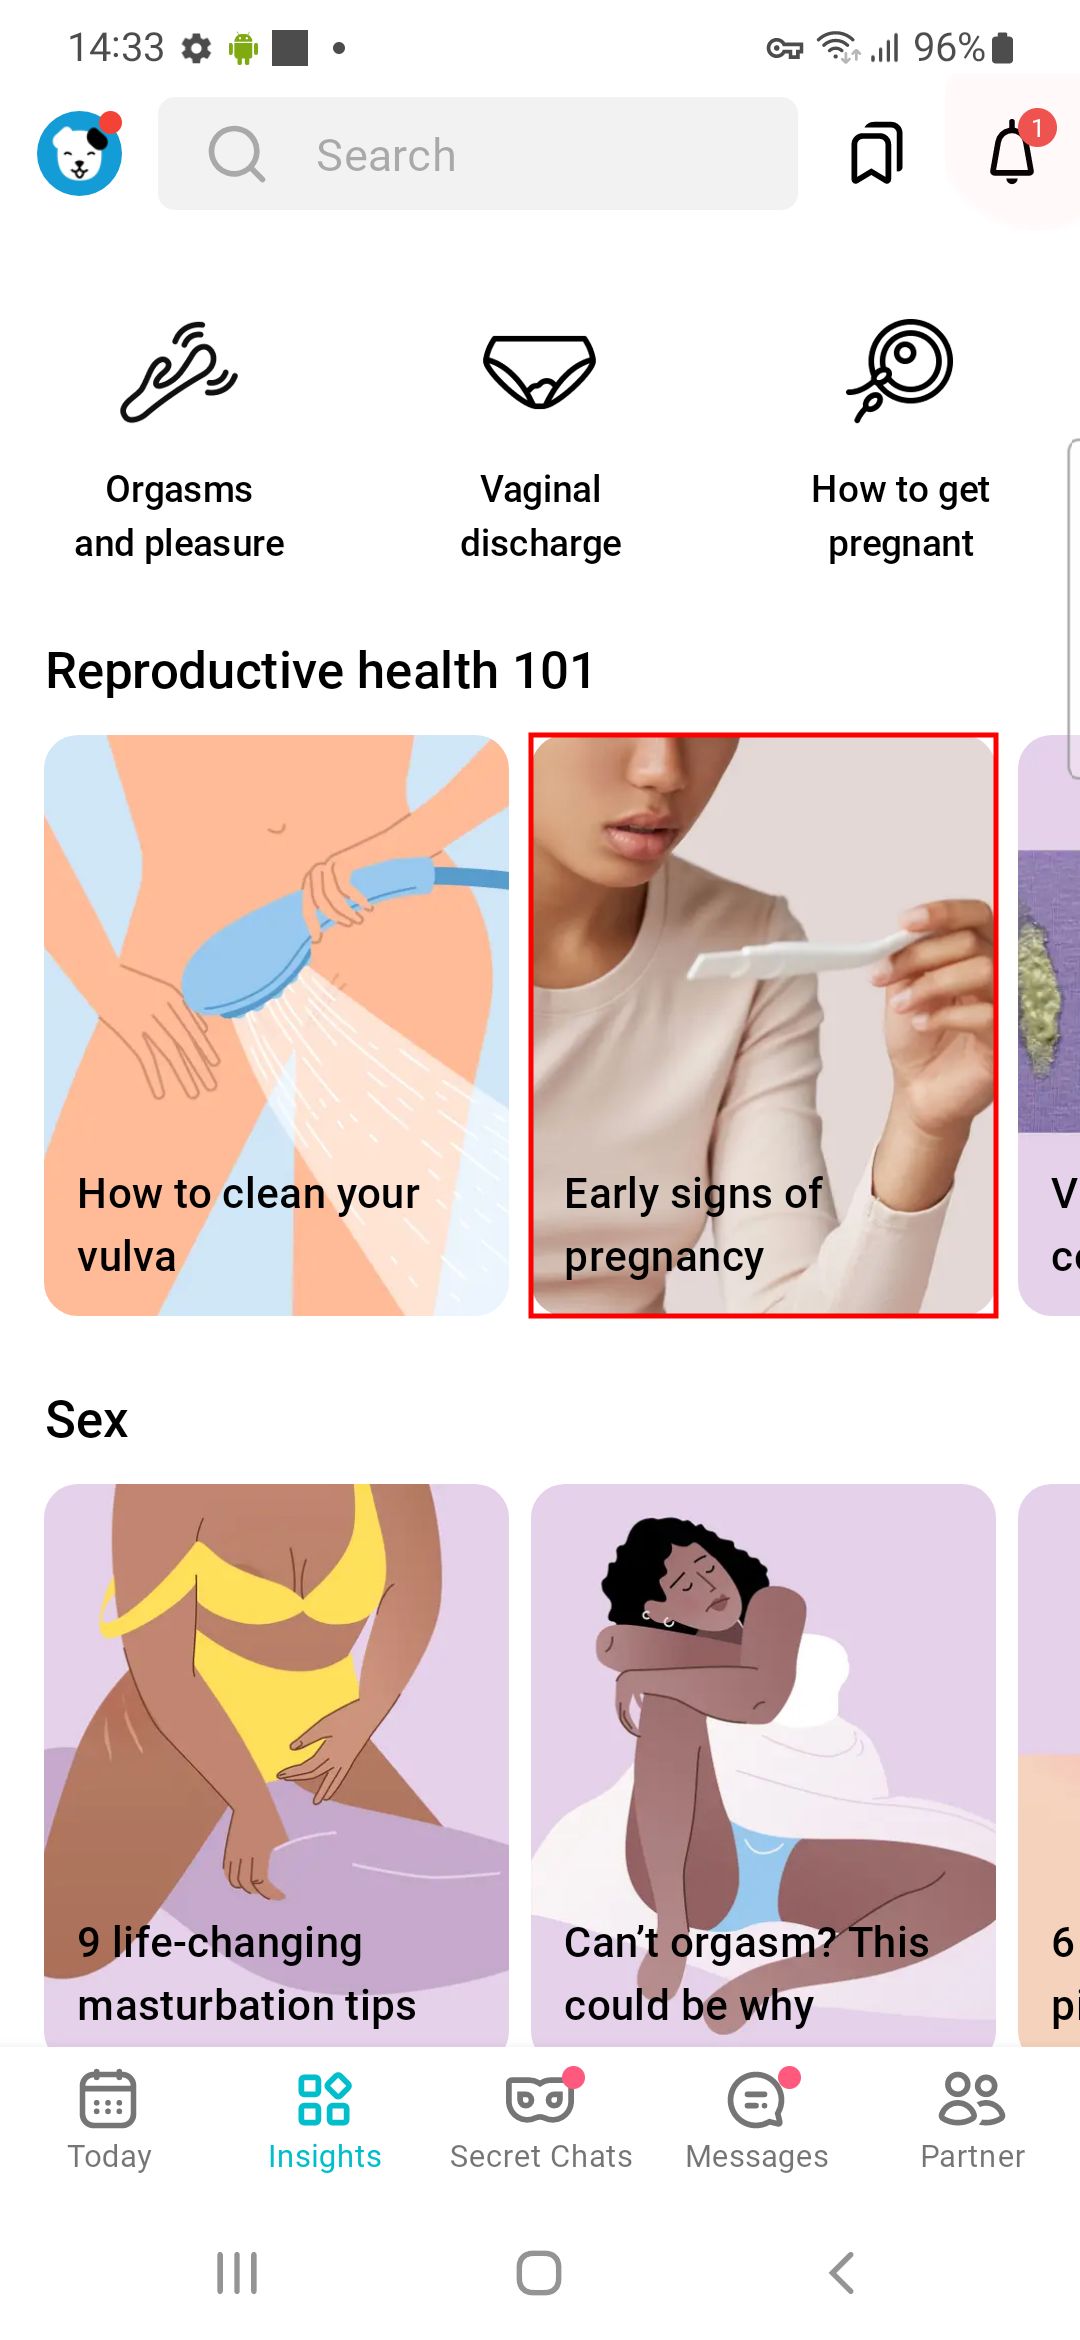 14:33
96%
Search
1
Orgasms
and pleasure
Vaginal
discharge
How to get
pregnant
Reproductive health 101
How to clean your
vulva
Early signs of
pregnancy
Sex
9 life-changing
masturbation tips
Can’t orgasm? This
could be why
6
Today
Insights
Secret Chats
Messages
Partner